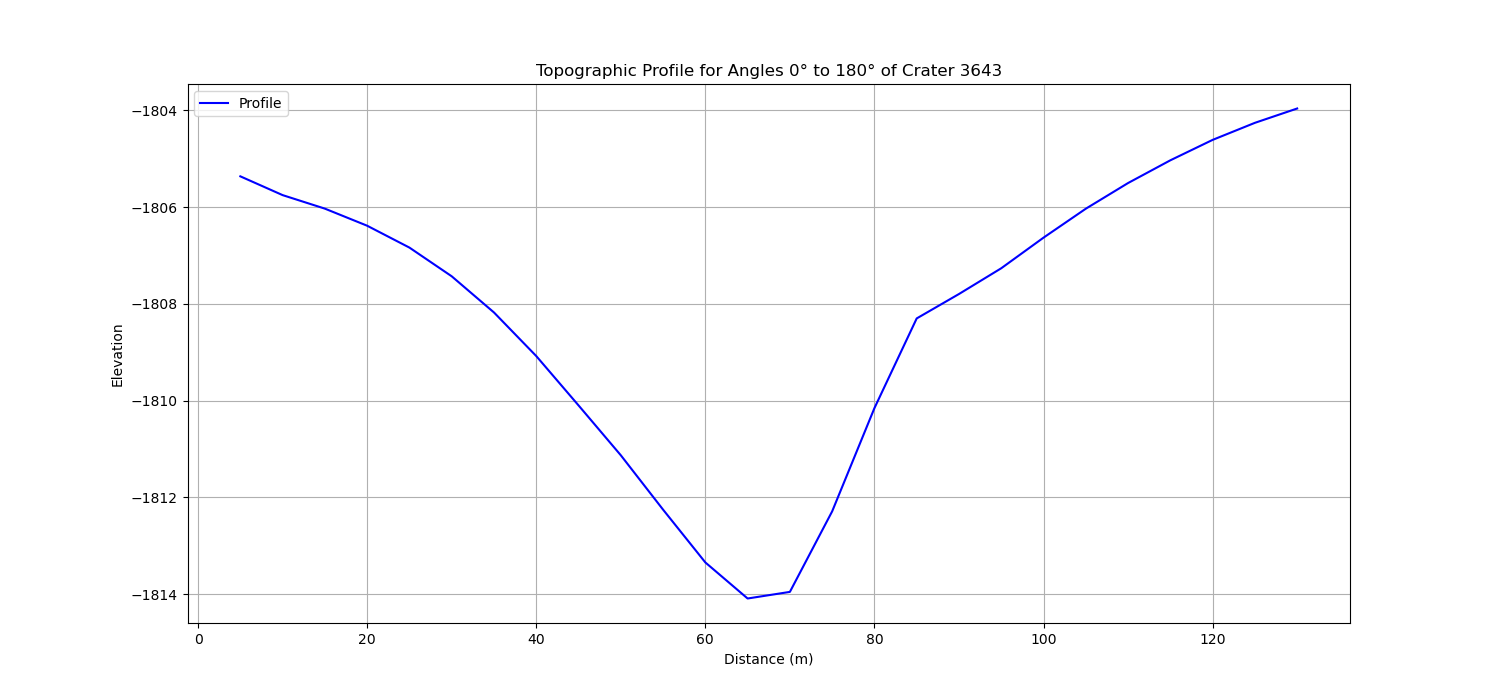 Topographic Profile for Angles 0° to 180° of Crater 3643
Profile
−1804
−1806
−1808
−1810
−1812
−1814
Elevation
0 20 40 60 80 100 120
Distance (m)